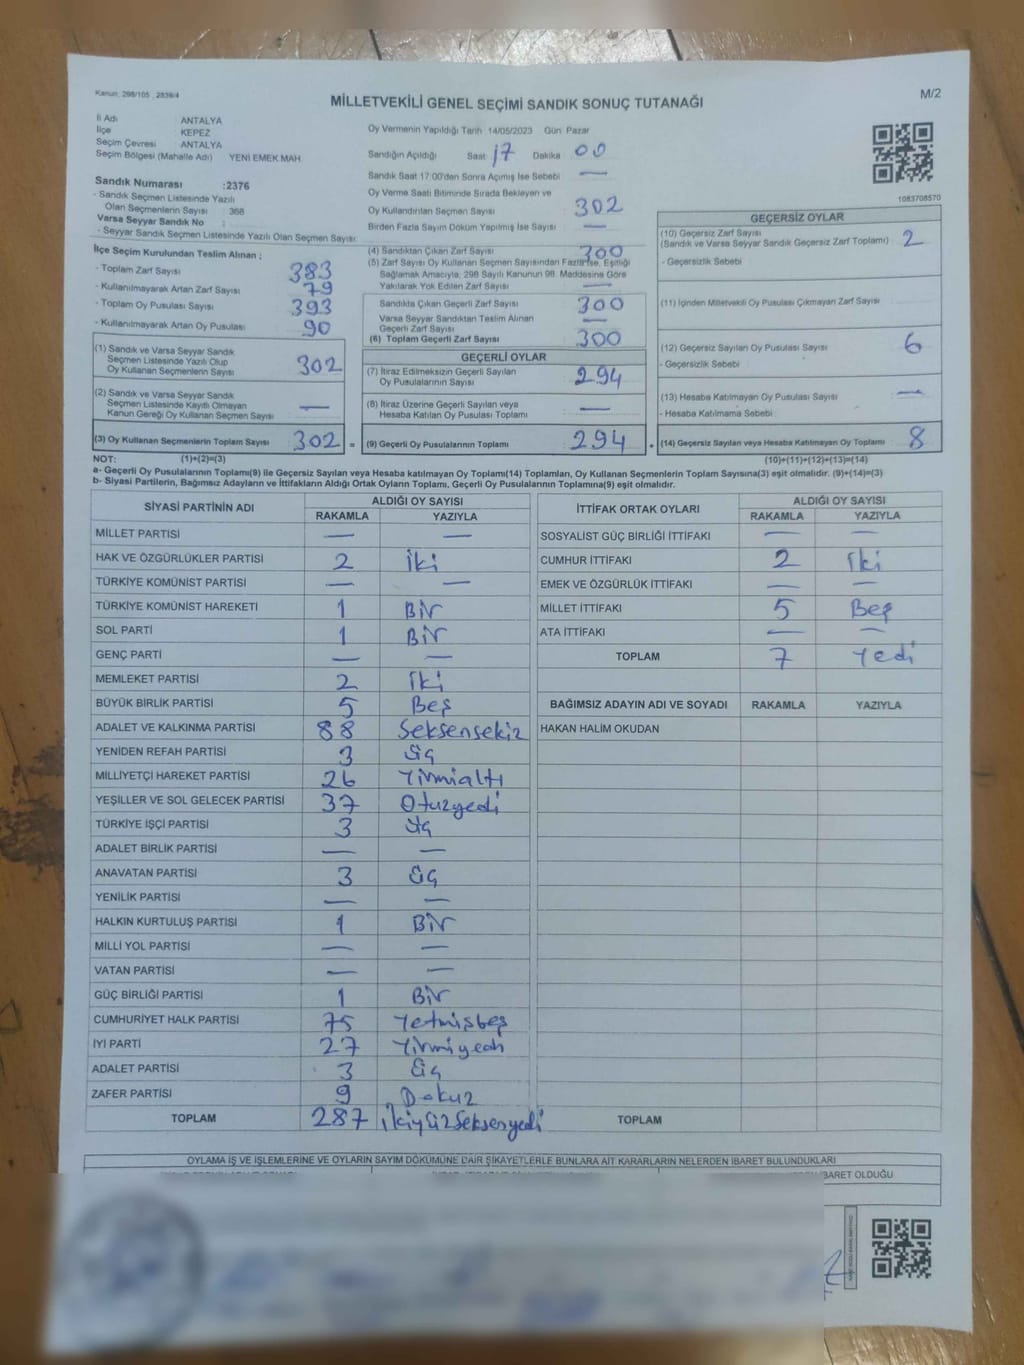 Kanun: 298/105 , 2839/4
MİLLETVEKİLİ GENEL SEÇİMİ SANDIK SONUÇ TUTANAĞI
M/2
İl Adı ANTALYA
İlçe KEPEZ
Seçim Çevresi ANTALYA
Seçim Bölgesi (Mahalle Adı) YENİ EMEK MAH.
Oy Vermenin Yapıldığı Tarih 14/05/2023 Gün Pazar
Sandığın Açıldığı Saat 17 Dakika 00
Sandık Saat 17:00'den Sonra Açımış İse Sebebi —
Oy Verme Saati Bitiminde Sırada Bekleyen ve
Oy Kullandırılan Seçmen Sayısı 302
Birden Fazla Sayım Döküm Yapılmış İse Sayısı —
1083708570
Sandık Numarası :2376
- Sandık Seçmen Listesinde Yazılı
Olan Seçmenlerin Sayısı : 368
Varsa Seyyar Sandık No :
- Seyyar Sandık Seçmen Listesinde Yazılı Olan Seçmen Sayısı:
İlçe Seçim Kurulundan Teslim Alınan ;
- Toplam Zarf Sayısı 383
- Kullanılmayarak Artan Zarf Sayısı 79
- Toplam Oy Pusulası Sayısı 393
- Kullanılmayarak Artan Oy Pusulası 90
(1) Sandık ve Varsa Seyyar Sandık
Seçmen Listesinde Yazılı Olup
Oy Kullanan Seçmenlerin Sayısı 302
(2) Sandık ve Varsa Seyyar Sandık
Seçmen Listesinde Kayıtlı Olmayan
Kanun Gereği Oy Kullanan Seçmen Sayısı —
(3) Oy Kullanan Seçmenlerin Toplam Sayısı 302 =
(4) Sandıktan Çıkan Zarf Sayısı 300
(5) Zarf Sayısı Oy Kullanan Seçmen Sayısından Fazla İse, Eşitliği
Sağlamak Amacıyla, 298 Sayılı Kanunun 98. Maddesine Göre
Yakılarak Yok Edilen Zarf Sayısı
Sandıkta Çıkan Geçerli Zarf Sayısı 300
Varsa Seyyar Sandıktan Teslim Alınan
Geçerli Zarf Sayısı —
(6) Toplam Geçerli Zarf Sayısı 300
GEÇERLİ OYLAR
(7) İtiraz Edilmeksizin Geçerli Sayılan
Oy Pusulalarının Sayısı 294
(8) İtiraz Üzerine Geçerli Sayılan veya
Hesaba Katılan Oy Pusulası Toplamı —
(9) Geçerli Oy Pusulalarının Toplamı 294
GEÇERSİZ OYLAR
(10) Geçersiz Zarf Sayısı
(Sandık ve Varsa Seyyar Sandık Geçersiz Zarf Toplamı) 2
- Geçersizlik Sebebi
(11) İçinden Milletvekili Oy Pusulası Çıkmayan Zarf Sayısı
(12) Geçersiz Sayılan Oy Pusulası Sayısı 6
- Geçersizlik Sebebi
(13) Hesaba Katılmayan Oy Pusulası Sayısı —
- Hesaba Katılmama Sebebi
(14) Geçersiz Sayılan veya Hesaba Katılmayan Oy Toplamı 8
NOT: (1)+(2)=(3) (10)+(11)+(12)+(13)=(14)
a- Geçerli Oy Pusulalarının Toplamı(9) ile Geçersiz Sayılan veya Hesaba katılmayan Oy Toplamı(14) Toplamları, Oy Kullanan Seçmenlerin Toplam Sayısına(3) eşit olmalıdır. (9)+(14)=(3)
b- Siyasi Partilerin, Bağımsız Adayların ve İttifakların Aldığı Ortak Oyların Toplamı, Geçerli Oy Pusulalarının Toplamına(9) eşit olmalıdır.
SİYASİ PARTİNİN ADI ALDIĞI OY SAYISI
RAKAMLA YAZIYLA
MİLLET PARTİSİ — —
HAK VE ÖZGÜRLÜKLER PARTİSİ 2 İki
TÜRKİYE KOMÜNİST PARTİSİ — —
TÜRKİYE KOMÜNİST HAREKETİ 1 Bir
SOL PARTİ 1 Bir
GENÇ PARTİ — —
MEMLEKET PARTİSİ 2 İki
BÜYÜK BİRLİK PARTİSİ 5 Beş
ADALET VE KALKINMA PARTİSİ 88 Seksensekiz
YENİDEN REFAH PARTİSİ 3 Üç
MİLLİYETÇİ HAREKET PARTİSİ 26 Yirmialtı
YEŞİLLER VE SOL GELECEK PARTİSİ 37 Otuzyedi
TÜRKİYE İŞÇİ PARTİSİ 3 Üç
ADALET BİRLİK PARTİSİ — —
ANAVATAN PARTİSİ 3 Üç
YENİLİK PARTİSİ — —
HALKIN KURTULUŞ PARTİSİ 1 Bir
MİLLİ YOL PARTİSİ — —
VATAN PARTİSİ — —
GÜÇ BİRLİĞİ PARTİSİ 1 Bir
CUMHURİYET HALK PARTİSİ 75 Yetmişbeş
İYİ PARTİ 27 Yirmiyedi
ADALET PARTİSİ 3 Üç
ZAFER PARTİSİ 9 Dokuz
TOPLAM 287 İkiyüzSeksenyedi
İTTİFAK ORTAK OYLARI ALDIĞI OY SAYISI
RAKAMLA YAZIYLA
SOSYALİST GÜÇ BİRLİĞİ İTTİFAKI — —
CUMHUR İTTİFAKI 2 İki
EMEK VE ÖZGÜRLÜK İTTİFAKI — —
MİLLET İTTİFAKI 5 Beş
ATA İTTİFAKI — —
TOPLAM 7 Yedi
BAĞIMSIZ ADAYIN ADI VE SOYADI RAKAMLA YAZIYLA
HAKAN HALİM OKUDAN
TOPLAM
OYLAMA İŞ VE İŞLEMLERİNE VE OYLARIN SAYIM DÖKÜMÜNE DAİR ŞİKAYETLERLE BUNLARA AİT KARARLARIN NELERDEN İBARET BULUNDUKLARI
İBARET OLDUĞU